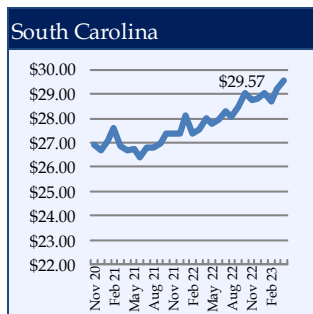 South Carolina
$30.00
$29.57
$29.00
$28.00
$27.00
$26.00
$25.00
$24.00
$23.00
$22.00
Nov 20
Feb 21
May 21
Aug 21
Nov 21
Feb 22
May 22
Aug 22
Nov 22
Feb 23